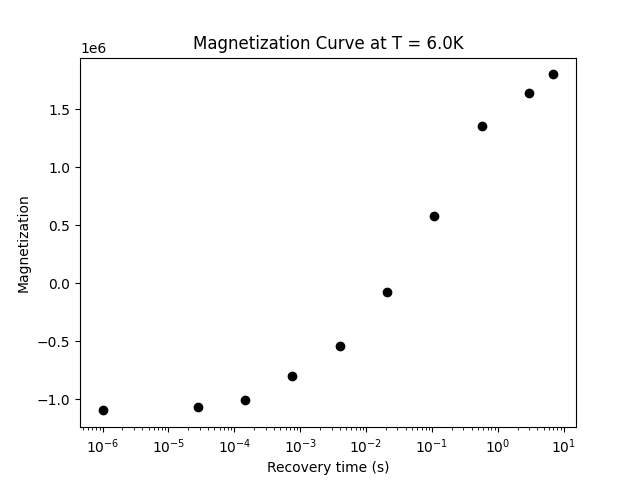 Magnetization Curve at T = 6.0K
1e6
1.5
1.0
0.5
0.0
−0.5
−1.0
Magnetization
10⁻⁶ 10⁻⁵ 10⁻⁴ 10⁻³ 10⁻² 10⁻¹ 10⁰ 10¹
Recovery time (s)